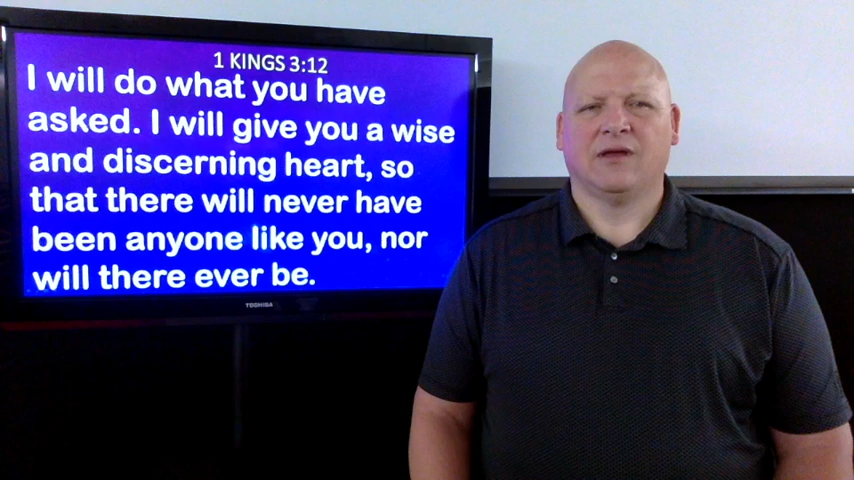 1 KINGS 3:12
I will do what you have
asked. I will give you a wise
and discerning heart, so
that there will never have
been anyone like you, nor
will there ever be.
TOSHIBA